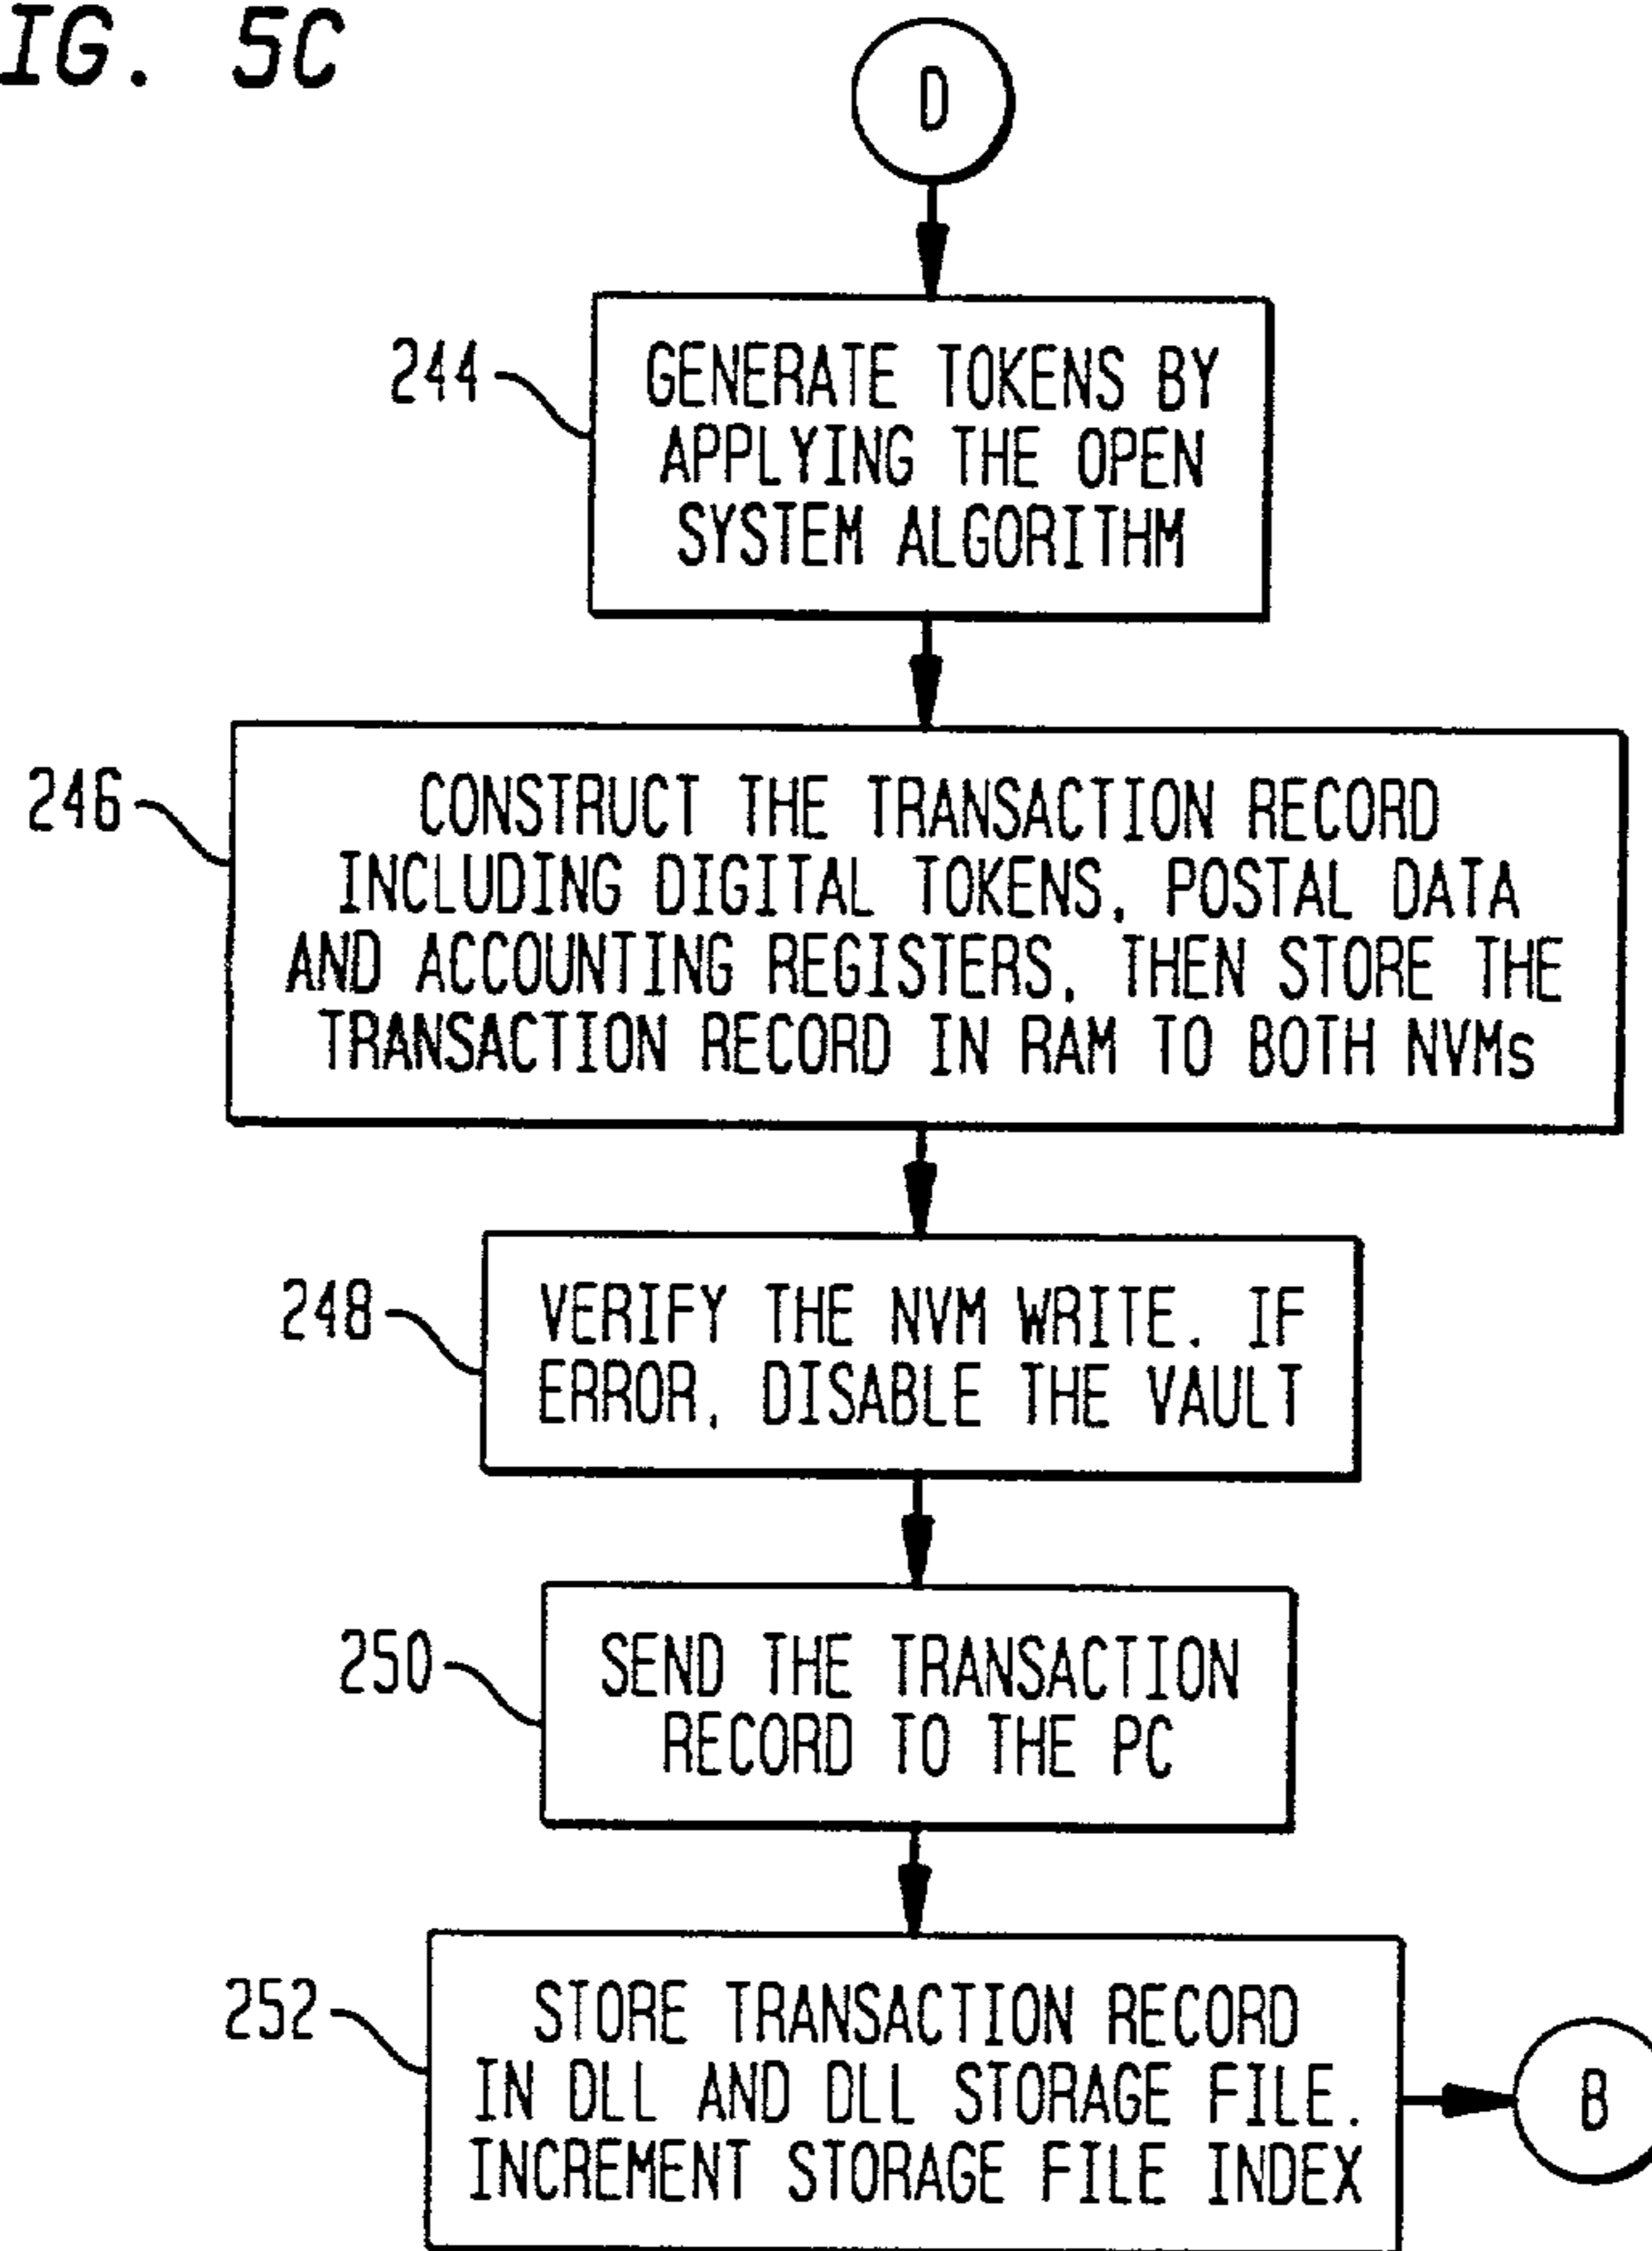 IG. 5C
D
244
GENERATE TOKENS BY
APPLYING THE OPEN
SYSTEM ALGORITHM
246
CONSTRUCT THE TRANSACTION RECORD
INCLUDING DIGITAL TOKENS, POSTAL DATA
AND ACCOUNTING REGISTERS, THEN STORE THE
TRANSACTION RECORD IN RAM TO BOTH NVMs
248
VERIFY THE NVM WRITE. IF
ERROR, DISABLE THE VAULT
250
SEND THE TRANSACTION
RECORD TO THE PC
252
STORE TRANSACTION RECORD
IN DLL AND DLL STORAGE FILE.
INCREMENT STORAGE FILE INDEX
B